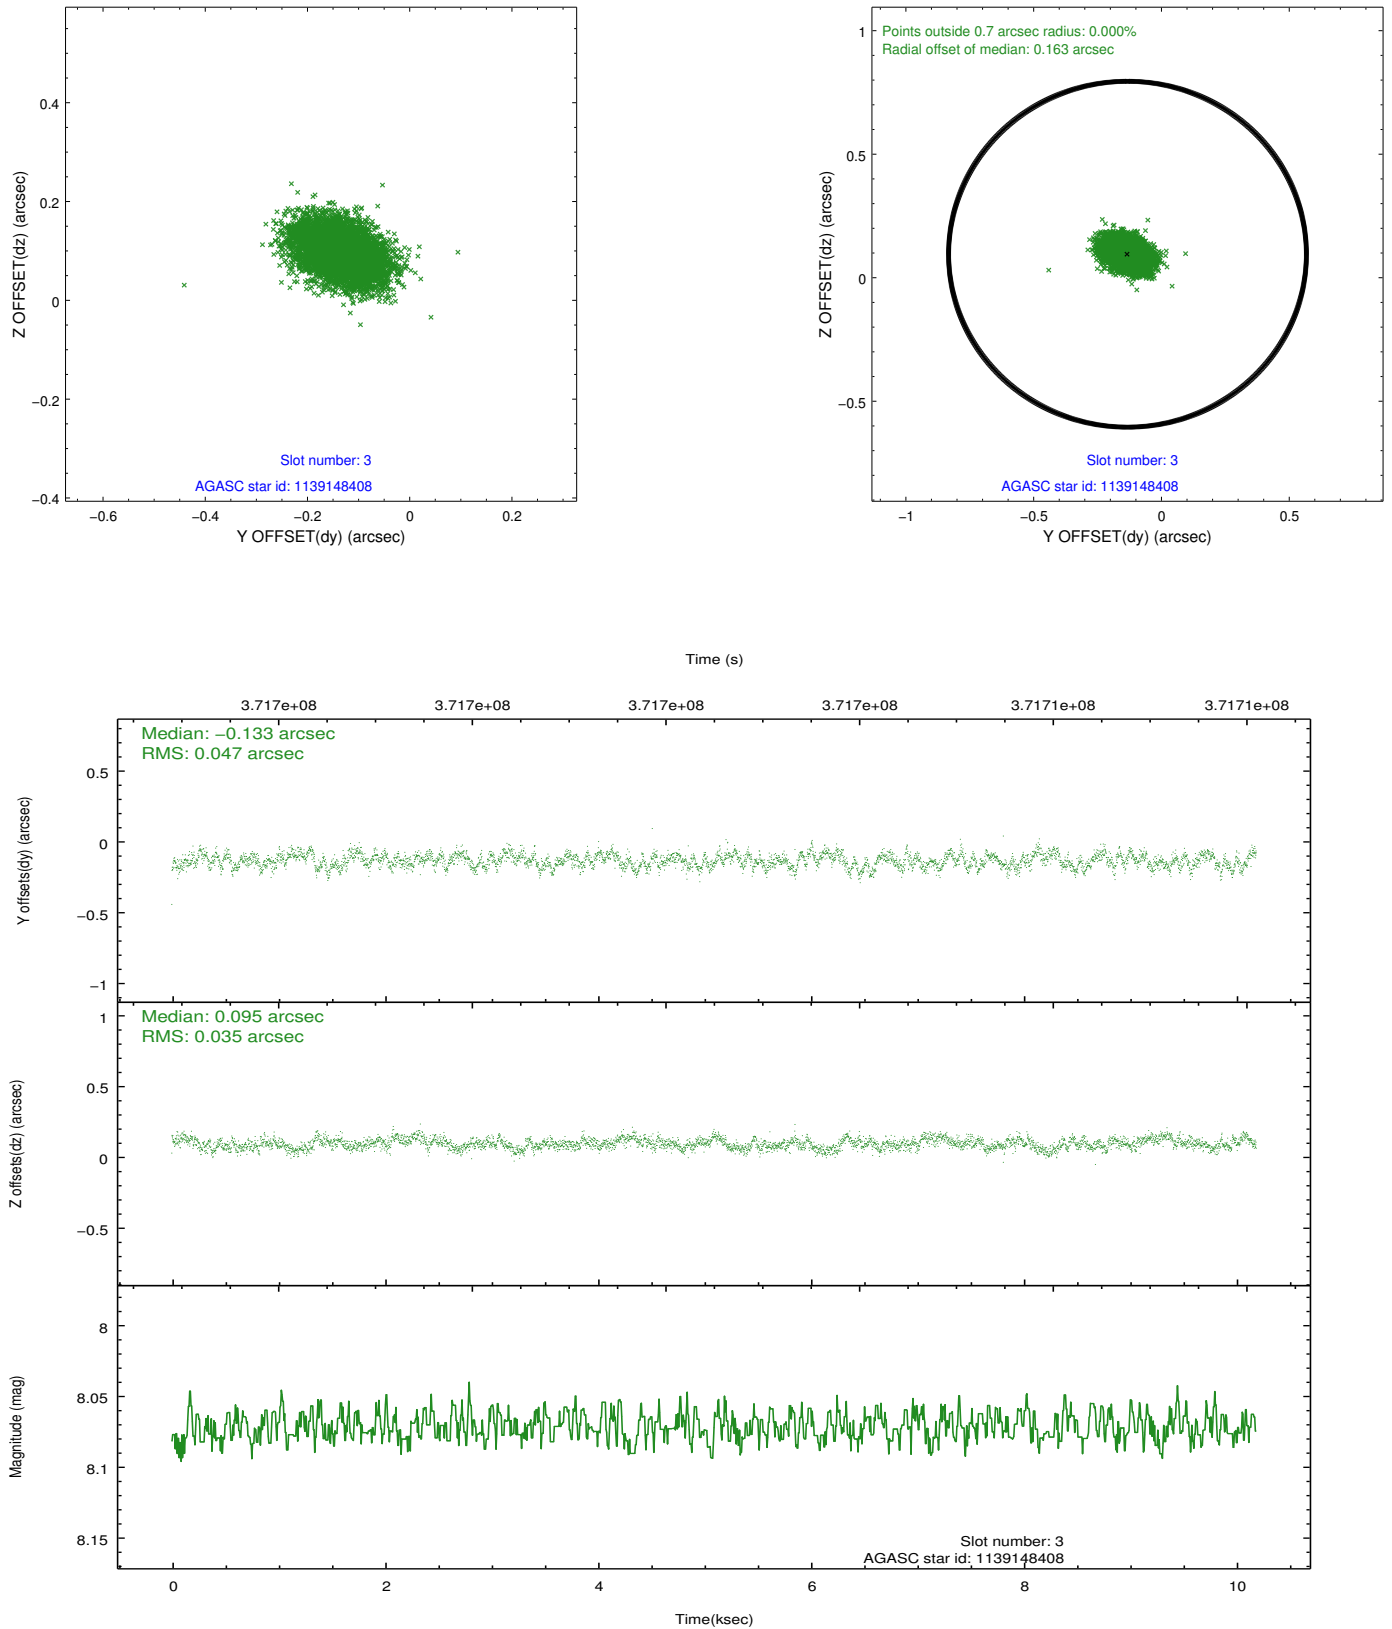 0.4
0.2
0
−0.2
−0.4
Z OFFSET(dz) (arcsec)
Slot number: 3
AGASC star id: 1139148408
−0.6 −0.4 −0.2 0 0.2
Y OFFSET(dy) (arcsec)
Points outside 0.7 arcsec radius: 0.000%
Radial offset of median: 0.163 arcsec
1
0.5
0
−0.5
Z OFFSET(dz) (arcsec)
Slot number: 3
AGASC star id: 1139148408
−1 −0.5 0 0.5
Y OFFSET(dy) (arcsec)
Time (s)
3.717e+08 3.717e+08 3.717e+08 3.717e+08 3.7171e+08 3.7171e+08
Median: −0.133 arcsec
RMS: 0.047 arcsec
0.5
0
−0.5
−1
Y offsets(dy) (arcsec)
Median: 0.095 arcsec
RMS: 0.035 arcsec
1
0.5
0
−0.5
Z offsets(dz) (arcsec)
8
8.05
8.1
8.15
Magnitude (mag)
Slot number: 3
AGASC star id: 1139148408
0 2 4 6 8 10
Time(ksec)